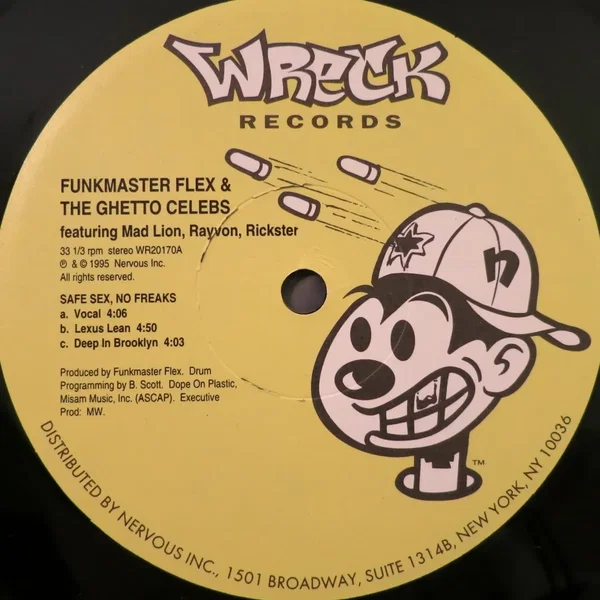 WRECK
RECORDS
FUNKMASTER FLEX &
THE GHETTO CELEBS
featuring Mad Lion, Rayvon, Rickster
33 1/3 rpm stereo WR20170A
℗ & © 1995 Nervous Inc.
All rights reserved.
SAFE SEX, NO FREAKS
a. Vocal 4:06
b. Lexus Lean 4:50
c. Deep In Brooklyn 4:03
Produced by Funkmaster Flex. Drum
Programming by B. Scott. Dope On Plastic,
Misam Music, Inc. (ASCAP). Executive
Prod: MW.
n
TM
DISTRIBUTED BY NERVOUS INC., 1501 BROADWAY, SUITE 1314B, NEW YORK, NY 10036